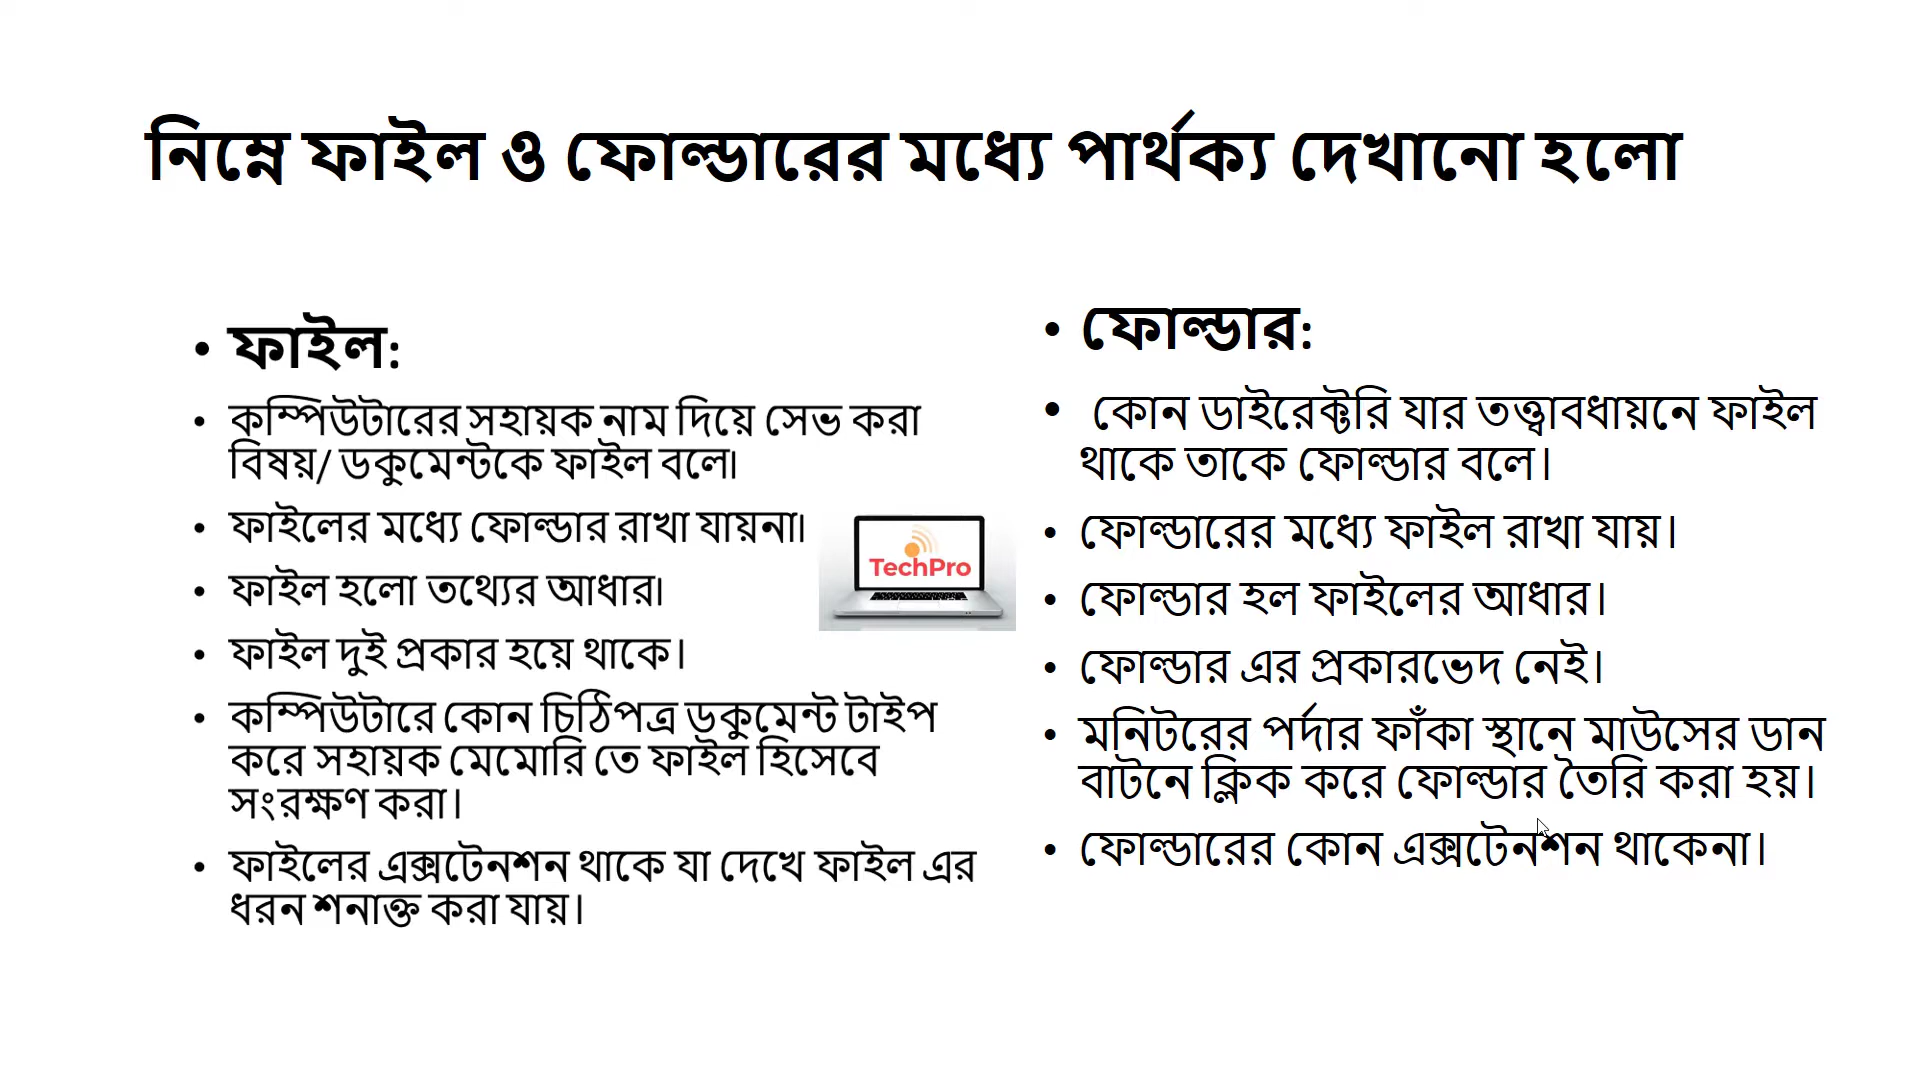 নিম্নে ফাইল ও ফোল্ডারের মধ্যে পার্থক্য দেখানো হলো
• ফাইল:
• কম্পিউটারের সহায়ক নাম দিয়ে সেভ করা
বিষয়/ ডকুমেন্টকে ফাইল বলে।
• ফাইলের মধ্যে ফোল্ডার রাখা যায়না।
• ফাইল হলো তথ্যের আধার।
• ফাইল দুই প্রকার হয়ে থাকে।
• কম্পিউটারে কোন চিঠিপত্র ডকুমেন্ট টাইপ
করে সহায়ক মেমোরি তে ফাইল হিসেবে
সংরক্ষণ করা।
• ফাইলের এক্সটেনশন থাকে যা দেখে ফাইল এর
ধরন শনাক্ত করা যায়।
TechPro
• ফোল্ডার:
• কোন ডাইরেক্টরি যার তত্ত্বাবধায়নে ফাইল
থাকে তাকে ফোল্ডার বলে।
• ফোল্ডারের মধ্যে ফাইল রাখা যায়।
• ফোল্ডার হল ফাইলের আধার।
• ফোল্ডার এর প্রকারভেদ নেই।
• মনিটরের পর্দার ফাঁকা স্থানে মাউসের ডান
বাটনে ক্লিক করে ফোল্ডার তৈরি করা হয়।
• ফোল্ডারের কোন এক্সটেনশন থাকেনা।